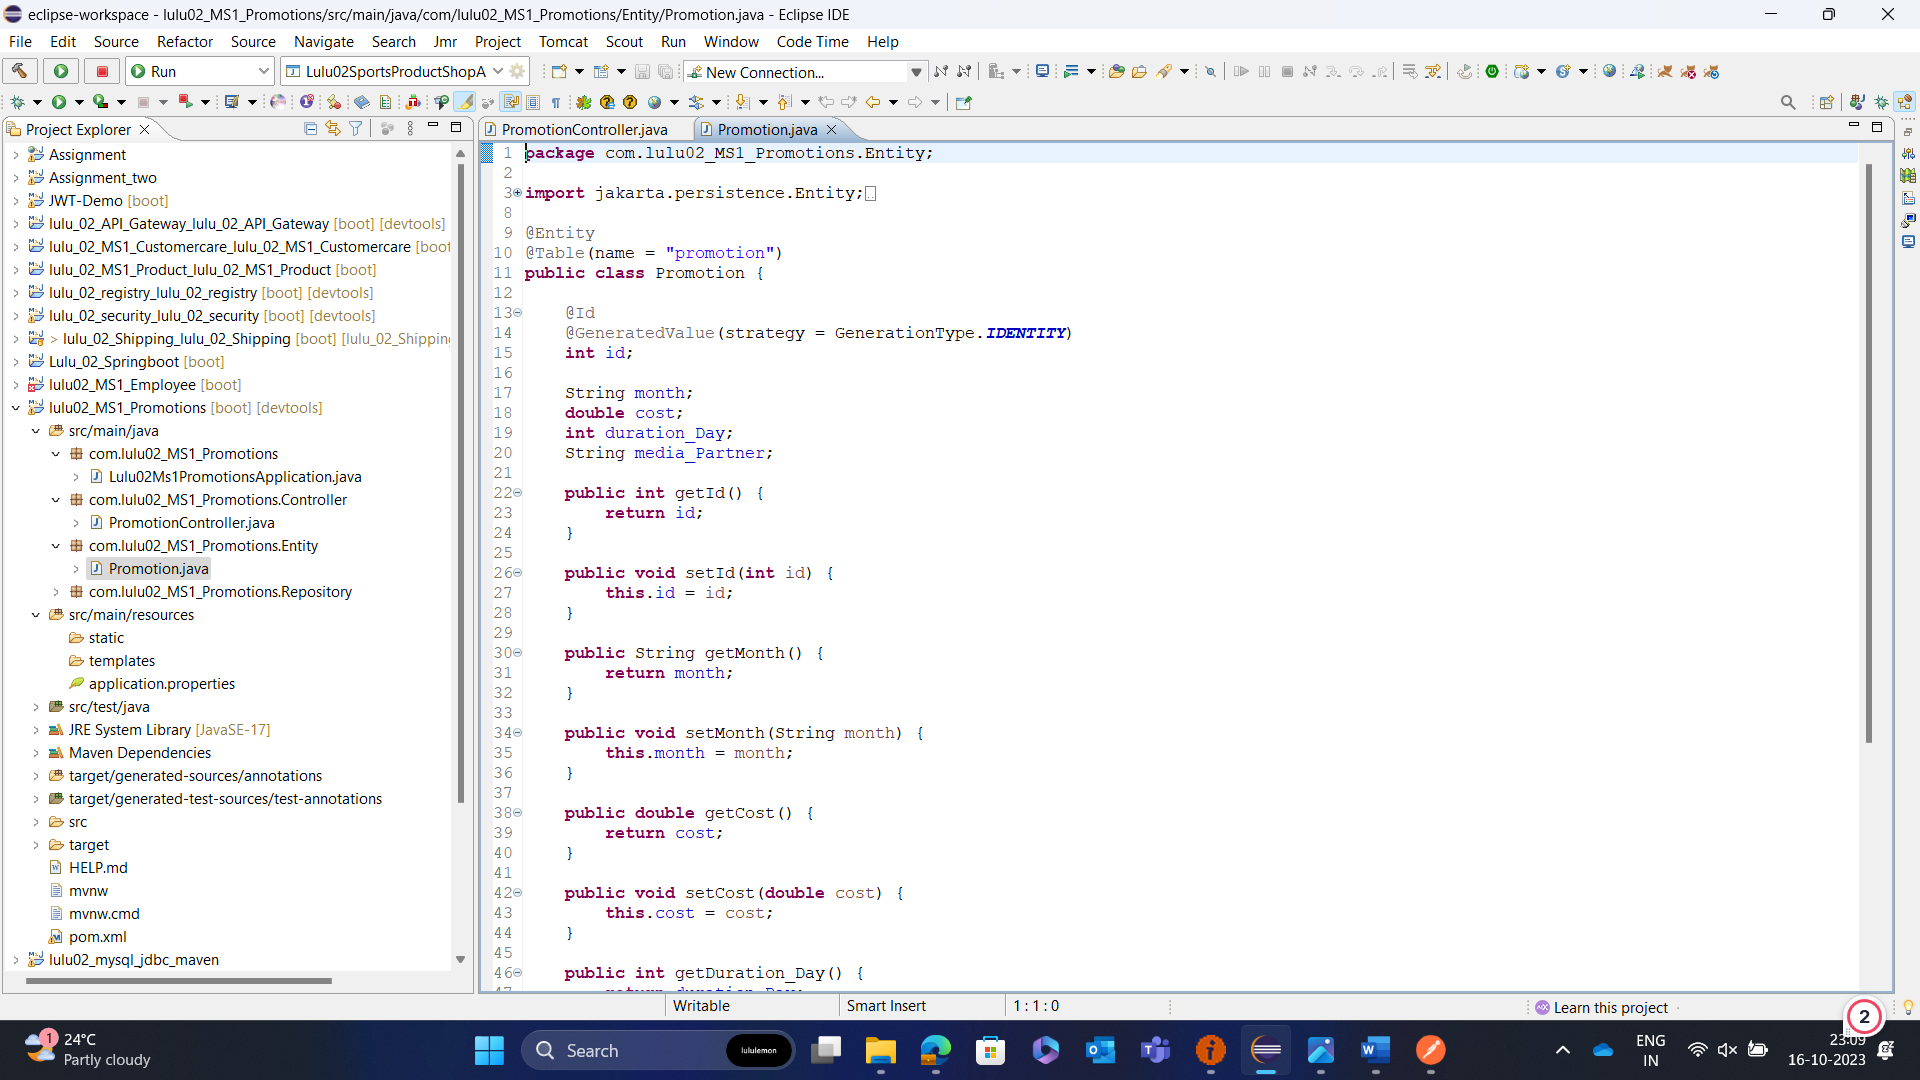 eclipse-workspace - lulu02_MS1_Promotions/src/main/java/com/lulu02_MS1_Promotions/Entity/Promotion.java - Eclipse IDE
File Edit Source Refactor Source Navigate Search Jmr Project Tomcat Scout Run Window Code Time Help
Run
Lulu02SportsProductShopA
New Connection...
Project Explorer
Assignment
Assignment_two
JWT-Demo [boot]
lulu_02_API_Gateway_lulu_02_API_Gateway [boot] [devtools]
lulu_02_MS1_Customercare_lulu_02_MS1_Customercare [boot
lulu_02_MS1_Product_lulu_02_MS1_Product [boot]
lulu_02_registry_lulu_02_registry [boot] [devtools]
lulu_02_security_lulu_02_security [boot] [devtools]
> lulu_02_Shipping_lulu_02_Shipping [boot] [lulu_02_Shipping
Lulu_02_Springboot [boot]
lulu02_MS1_Employee [boot]
lulu02_MS1_Promotions [boot] [devtools]
src/main/java
com.lulu02_MS1_Promotions
Lulu02Ms1PromotionsApplication.java
com.lulu02_MS1_Promotions.Controller
PromotionController.java
com.lulu02_MS1_Promotions.Entity
Promotion.java
com.lulu02_MS1_Promotions.Repository
src/main/resources
static
templates
application.properties
src/test/java
JRE System Library [JavaSE-17]
Maven Dependencies
target/generated-sources/annotations
target/generated-test-sources/test-annotations
src
target
HELP.md
mvnw
mvnw.cmd
pom.xml
lulu02_mysql_jdbc_maven
PromotionController.java
Promotion.java
1 package com.lulu02_MS1_Promotions.Entity;
2
3 import jakarta.persistence.Entity;
8
9 @Entity
10 @Table(name = "promotion")
11 public class Promotion {
12
13 @Id
14 @GeneratedValue(strategy = GenerationType.IDENTITY)
15 int id;
16
17 String month;
18 double cost;
19 int duration_Day;
20 String media_Partner;
21
22 public int getId() {
23 return id;
24 }
25
26 public void setId(int id) {
27 this.id = id;
28 }
29
30 public String getMonth() {
31 return month;
32 }
33
34 public void setMonth(String month) {
35 this.month = month;
36 }
37
38 public double getCost() {
39 return cost;
40 }
41
42 public void setCost(double cost) {
43 this.cost = cost;
44 }
45
46 public int getDuration_Day() {
47 return duration_Day;
Writable
Smart Insert
1 : 1 : 0
Learn this project
2
1
24°C
Partly cloudy
Search
lululemon
ENG
IN
23:09
16-10-2023